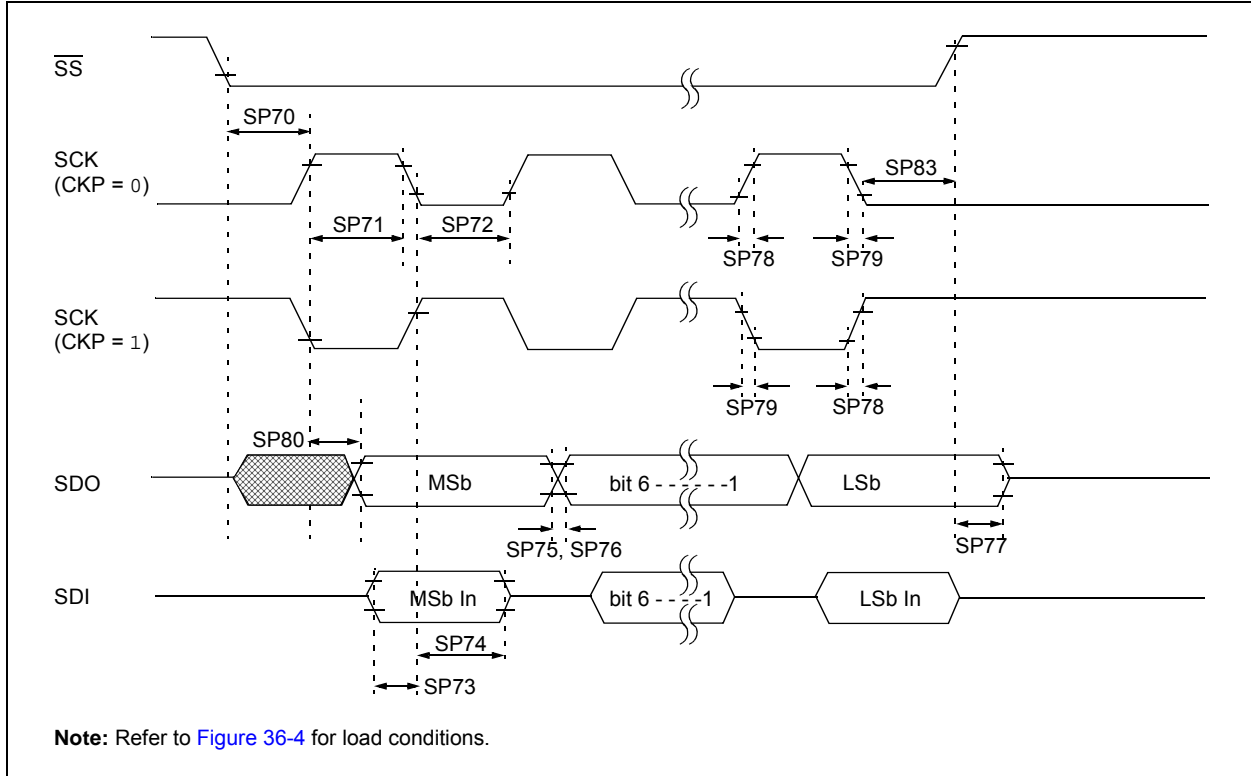 SS
SP70
SCK
(CKP = 0)
SP83
SP71
SP72
SP78
SP79
SCK
(CKP = 1)
SP79
SP78
SP80
SDO
MSb
bit 6 - - - - - -1
LSb
SP75, SP76
SP77
SDI
MSb In
bit 6 - - - -1
LSb In
SP74
SP73
Note: Refer to Figure 36-4 for load conditions.